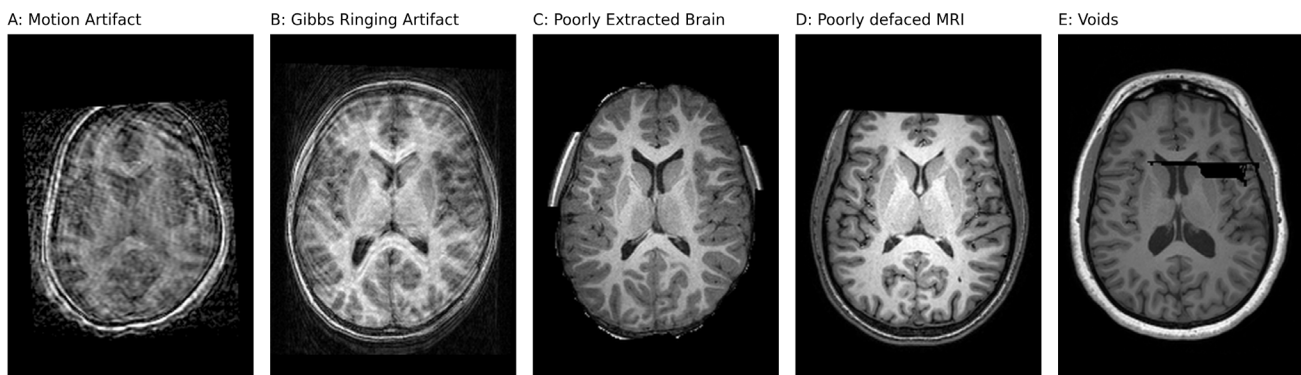 A: Motion Artifact
B: Gibbs Ringing Artifact
C: Poorly Extracted Brain
D: Poorly defaced MRI
E: Voids